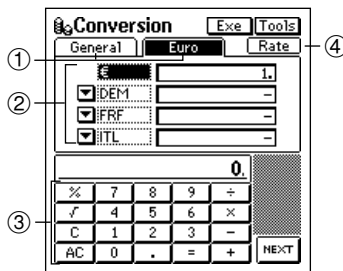 Conversion Exe Tools
① General Euro Rate ④
② € 1.
DEM –
FRF –
ITL –
0.
③ % 7 8 9 ÷
√ 4 5 6 ×
C 1 2 3 –
AC 0 . = + NEXT